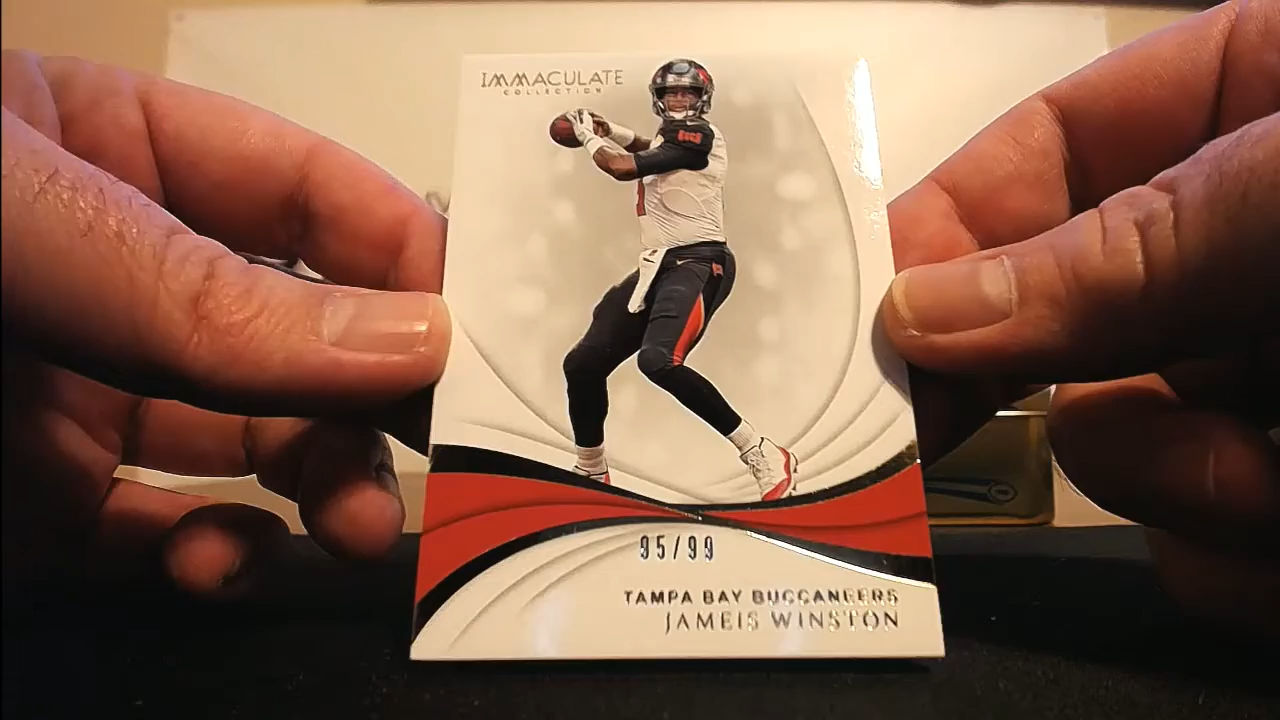 IMMACULATE
COLLECTION
95/99
TAMPA BAY BUCCANEERS
JAMEIS WINSTON